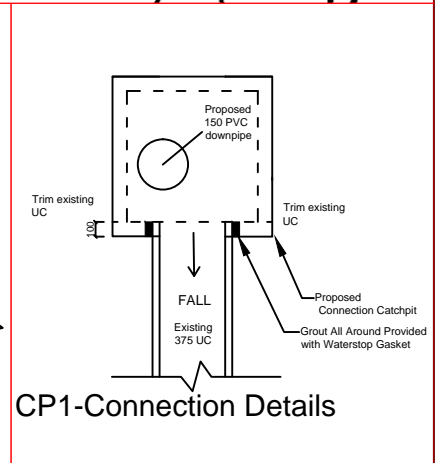 Proposed
150 PVC
downpipe
Trim existing
UC
Trim existing
UC
100
FALL
Existing
375 UC
Proposed
Connection Catchpit
Grout All Around Provided
with Waterstop Gasket
CP1-Connection Details